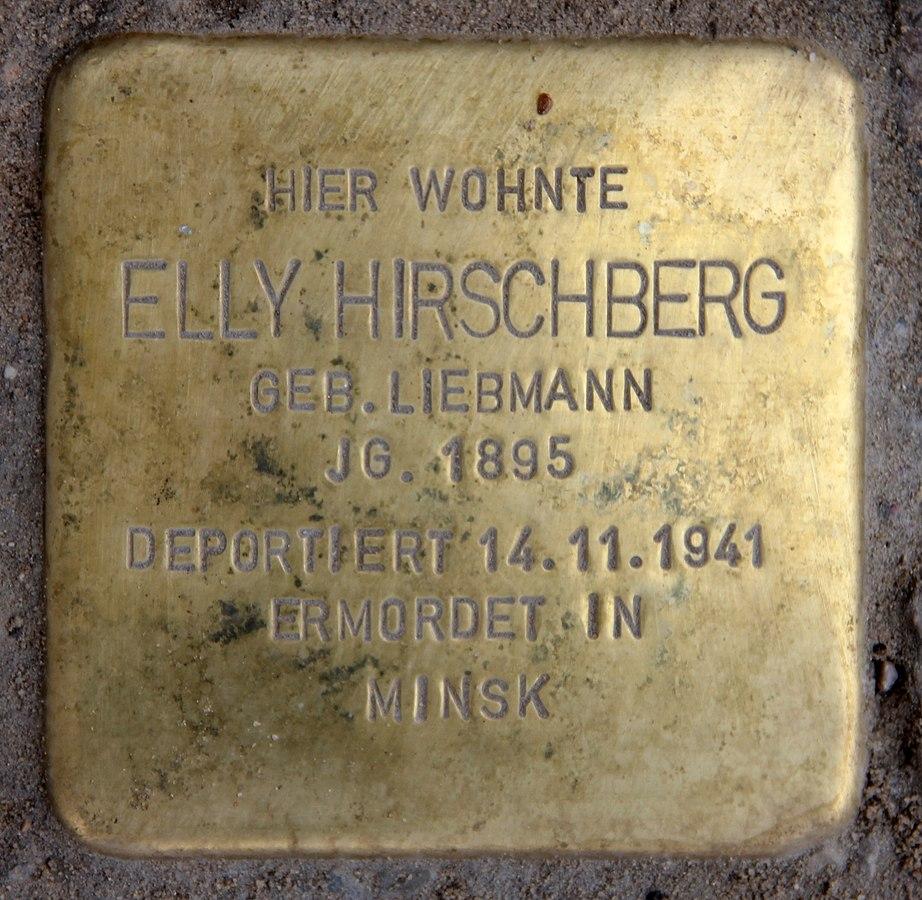 HIER WOHNTE
ELLY HIRSCHBERG
GEB. LIEBMANN
JG. 1895
DEPORTIERT 14.11.1941
ERMORDET IN
MINSK